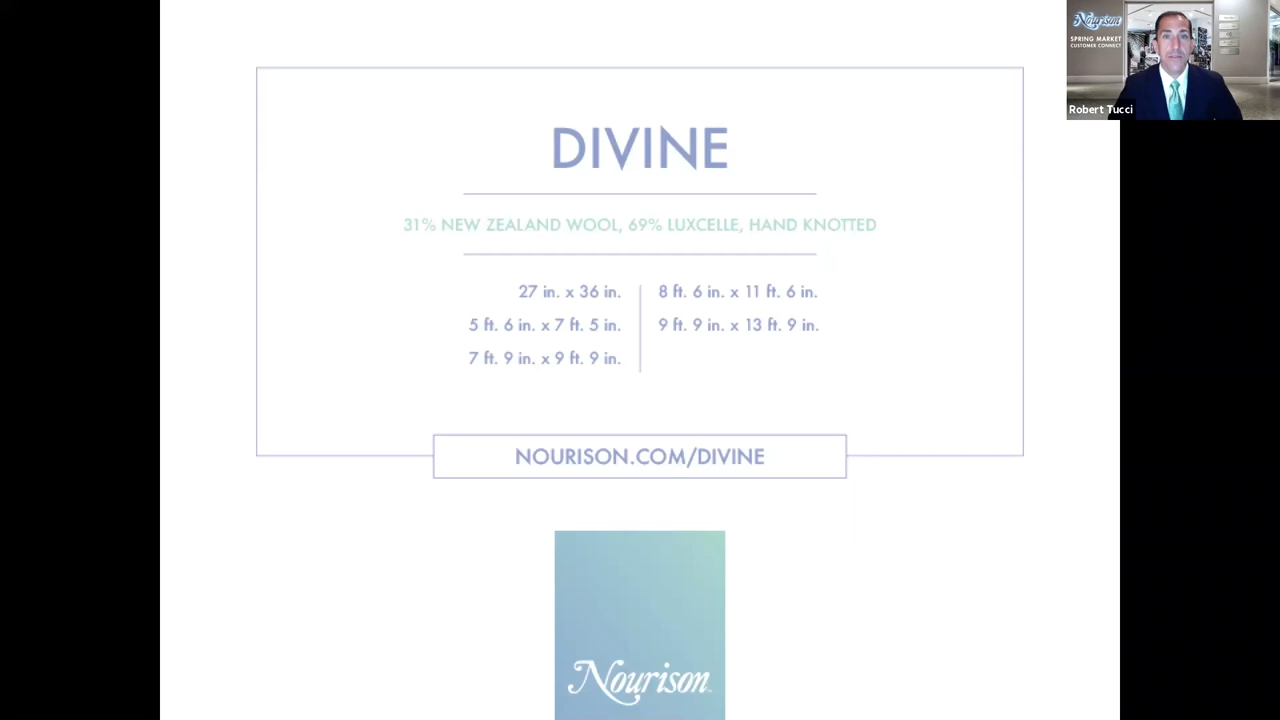 DIVINE
31% NEW ZEALAND WOOL, 69% LUXCELLE, HAND KNOTTED
27 in. x 36 in.
5 ft. 6 in. x 7 ft. 5 in.
7 ft. 9 in. x 9 ft. 9 in.
8 ft. 6 in. x 11 ft. 6 in.
9 ft. 9 in. x 13 ft. 9 in.
NOURISON.COM/DIVINE
Nourison
Nourison
SPRING MARKET
CUSTOMER CONNECT
Robert Tucci